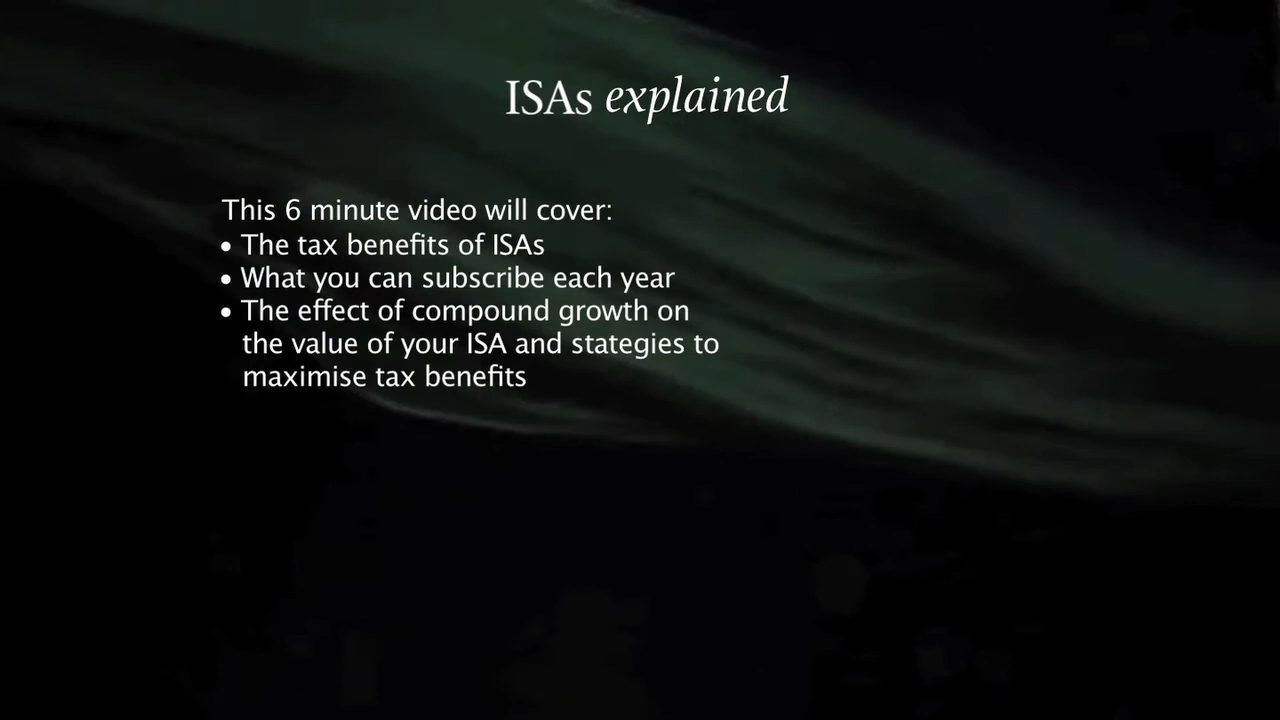 ISAs explained
This 6 minute video will cover:
• The tax benefits of ISAs
• What you can subscribe each year
• The effect of compound growth on
the value of your ISA and stategies to
maximise tax benefits